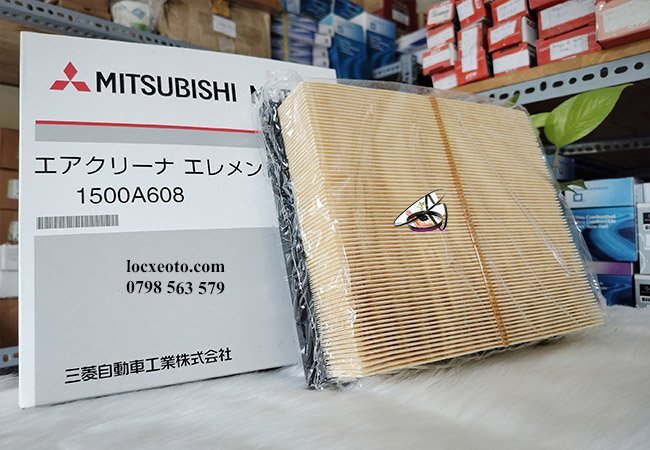 MITSUBISHI M
エアクリーナ エレメン
1500A608
locxeoto.com
0798 563 579
三菱自動車工業株式会社